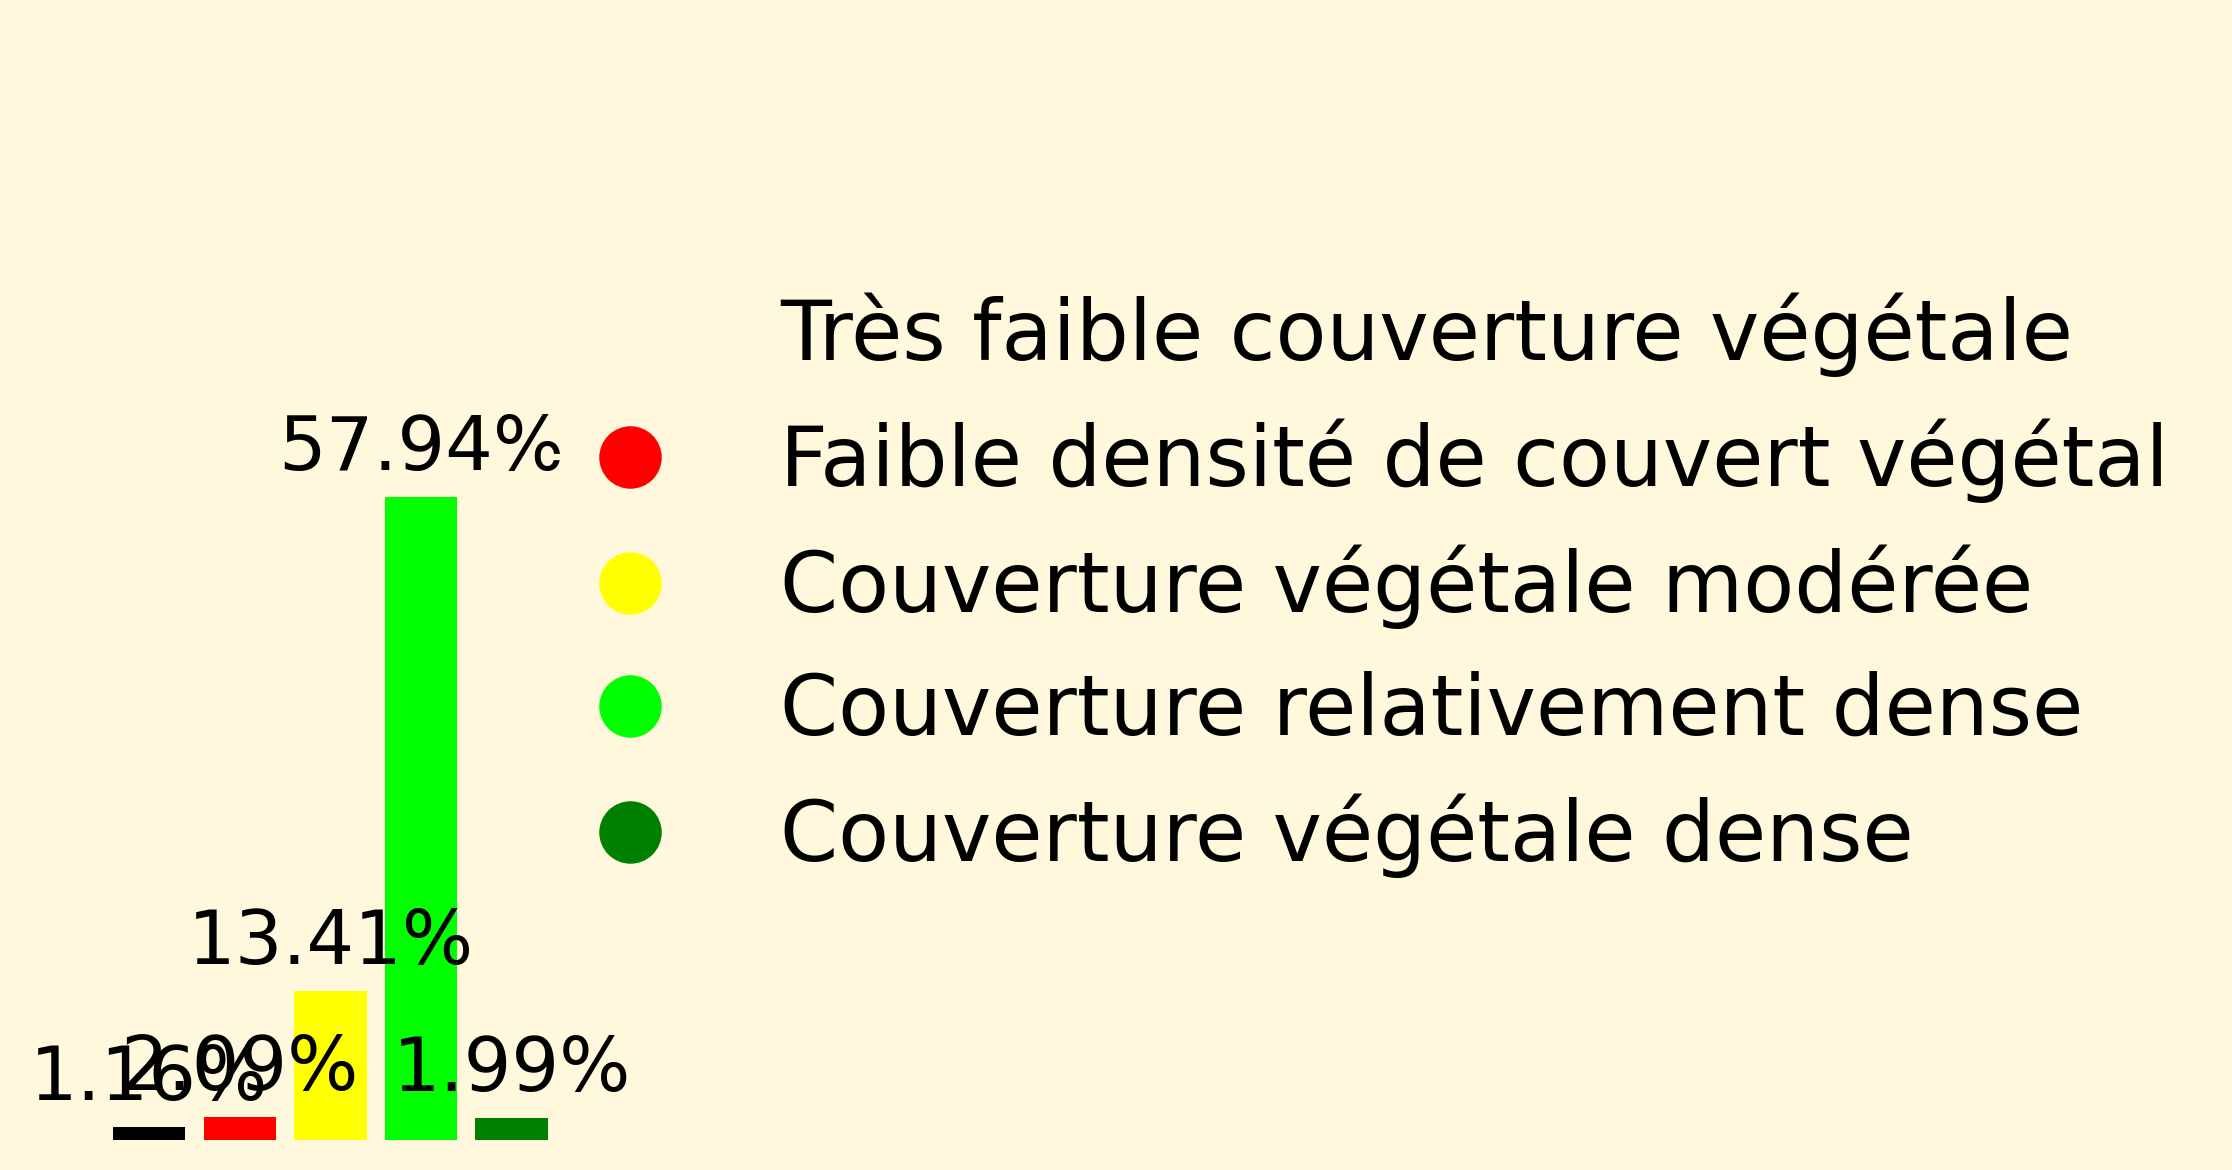 Très faible couverture végétale
57.94%
Faible densité de couvert végétal
Couverture végétale modérée
Couverture relativement dense
Couverture végétale dense
13.41%
1.16%
2.09%
1.99%